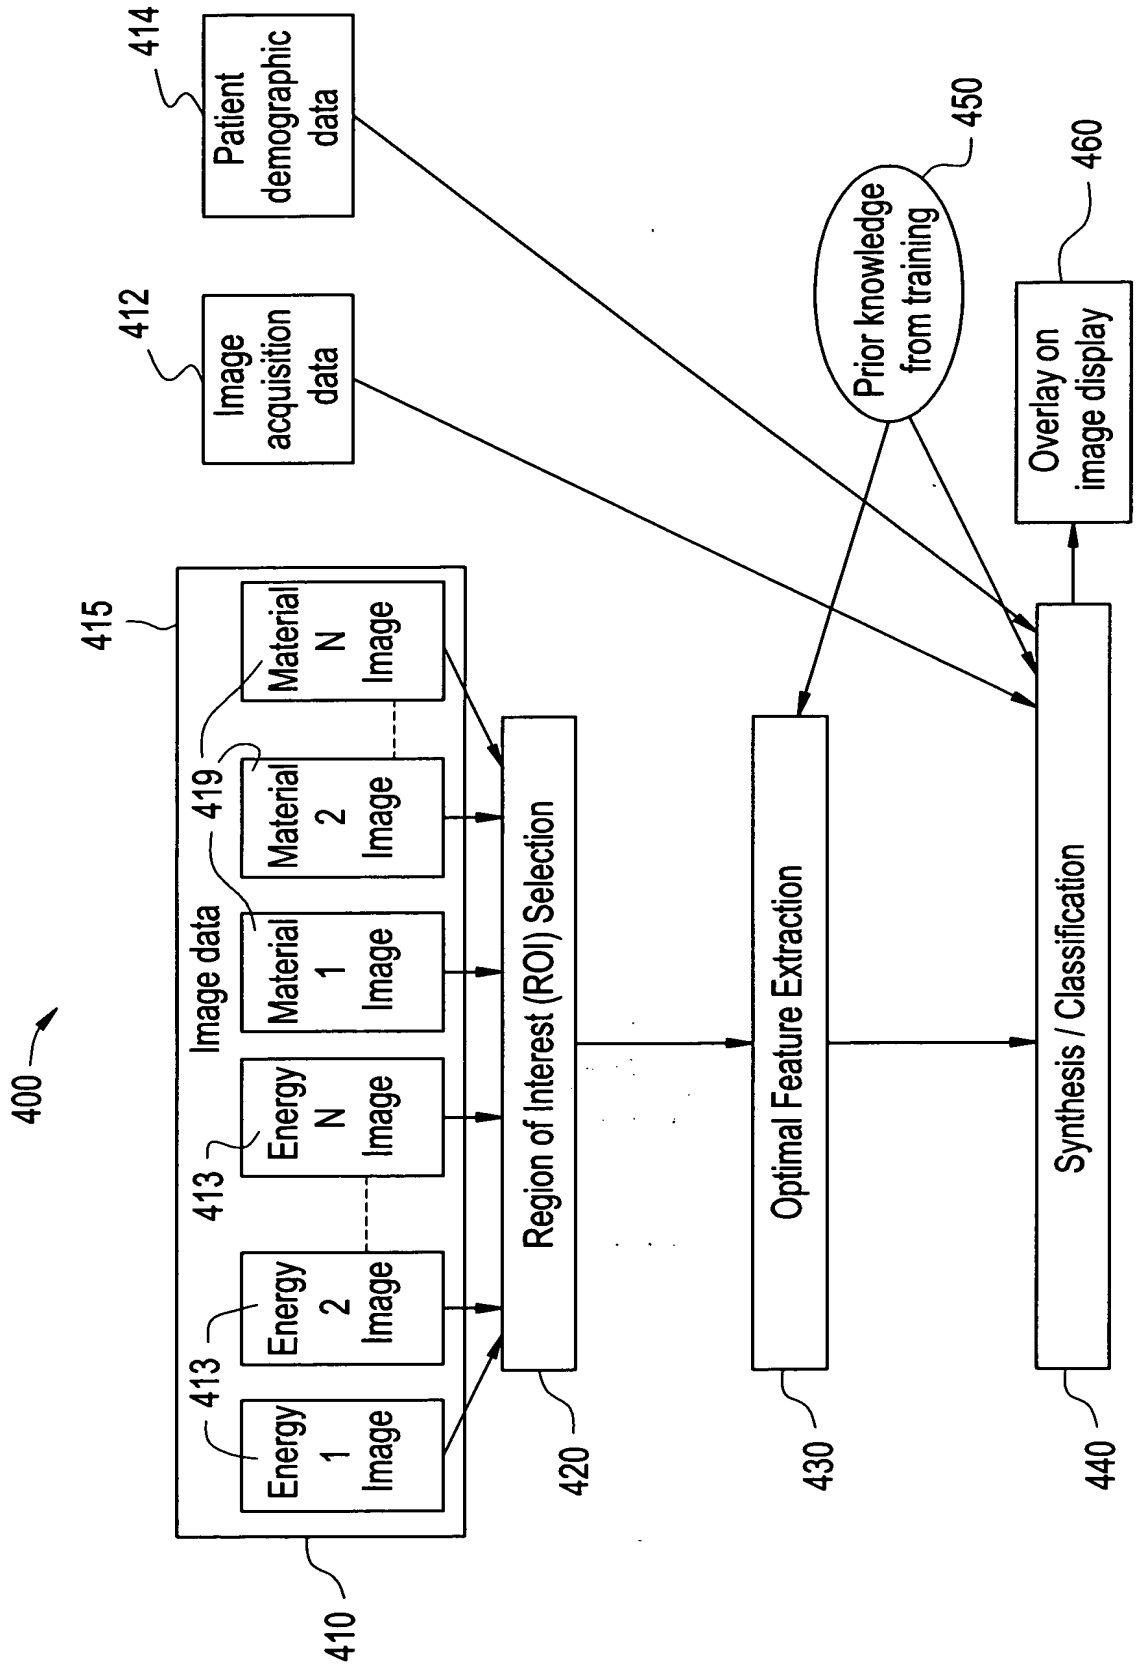 400
410
415
Image data
413
413
419
Energy
1
Image
Energy
2
Image
Energy
N
Image
Material
1
Image
Material
2
Image
Material
N
Image
412
Image
acquisition
data
414
Patient
demographic
data
420
Region of Interest (ROI) Selection
430
Optimal Feature Extraction
450
Prior knowledge
from training
440
Synthesis / Classification
460
Overlay on
image display